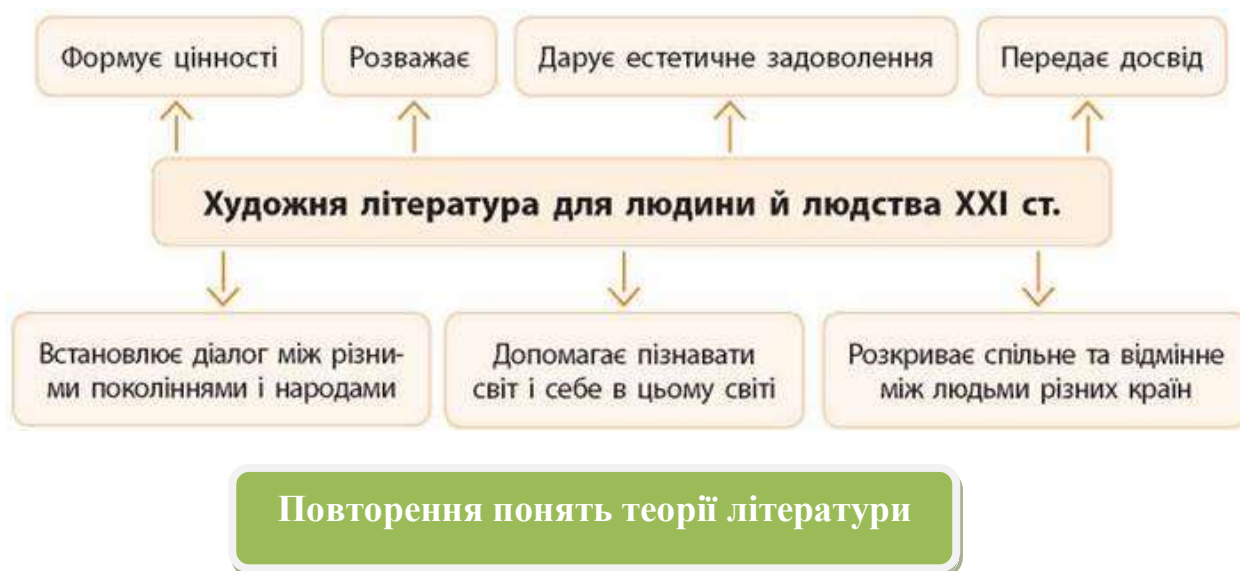 Формує цінності
Розважає
Дарує естетичне задоволення
Передає досвід
Художня література для людини й людства XXI ст.
Встановлює діалог між різни-
ми поколіннями і народами
Допомагає пізнавати
світ і себе в цьому світі
Розкриває спільне та відмінне
між людьми різних країн
Повторення понять теорії літератури